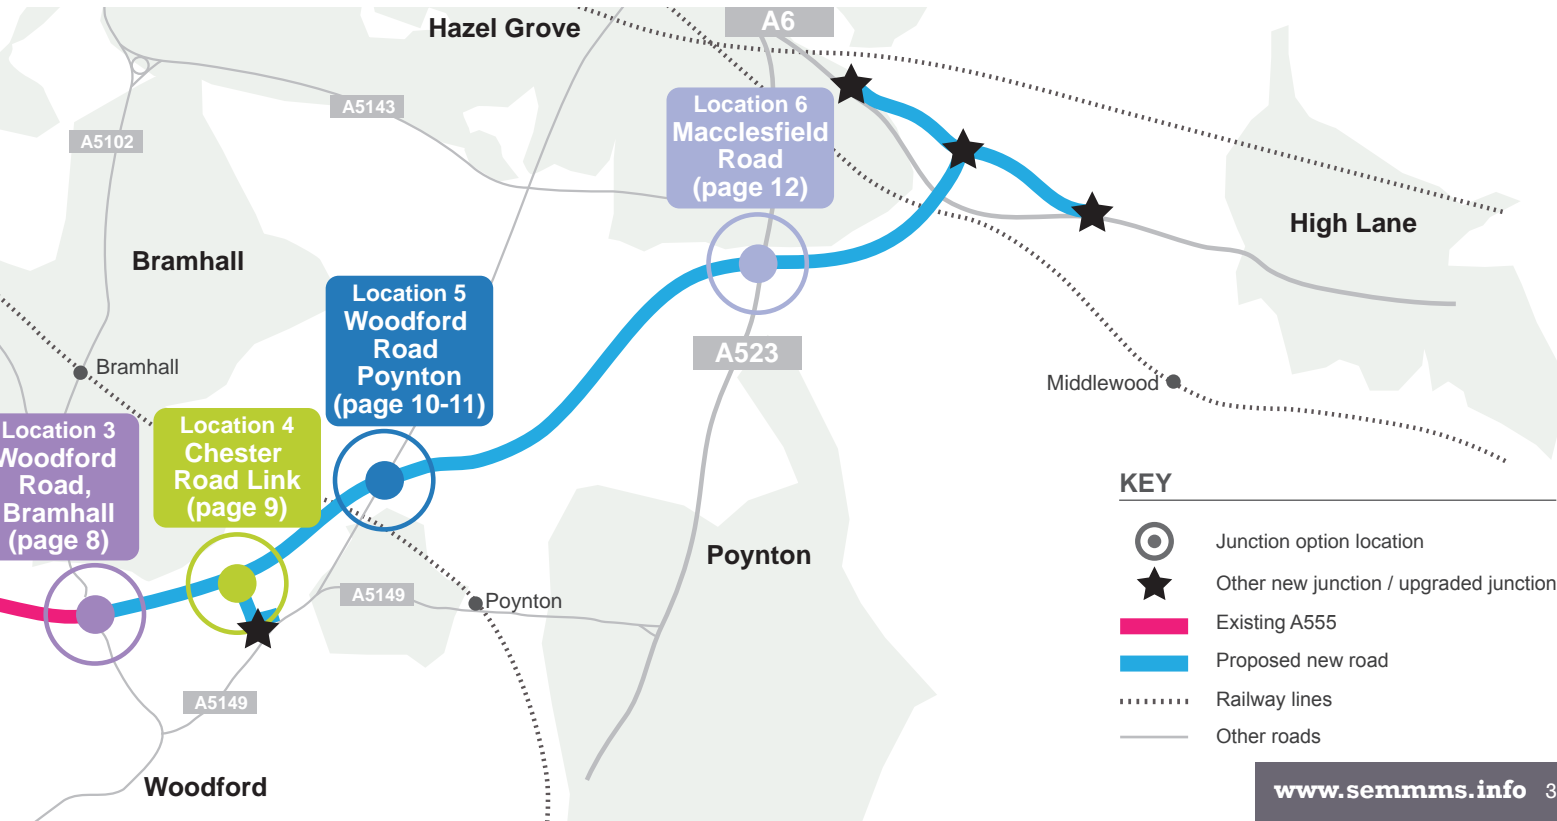 Hazel Grove
A6
A5143
A5102
Location 6
Macclesfield
Road
(page 12)
High Lane
Bramhall
Location 5
Woodford
Road
Poynton
(page 10-11)
A523
Bramhall
Middlewood
Location 3
Woodford
Road,
Bramhall
(page 8)
Location 4
Chester
Road Link
(page 9)
Poynton
A5149
Poynton
A5149
Woodford
KEY
Junction option location
Other new junction / upgraded junction
Existing A555
Proposed new road
Railway lines
Other roads
www.semmms.info 3